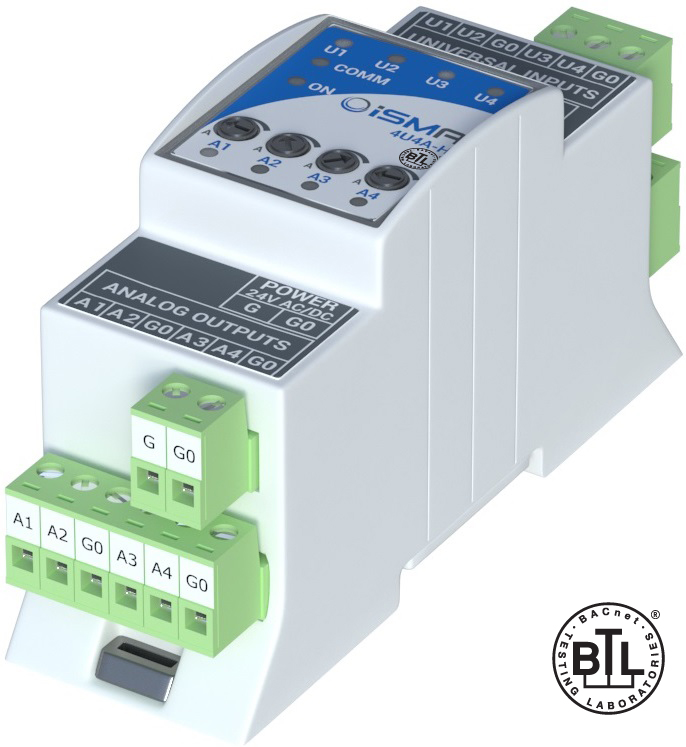 U1 U2 G0 U3 U4 G0
UNIVERSAL INPUTS
U1 U2 U3 U4
COMM
ON
iSMA
4U4A-H
BTL
A A A A
A1 A2 A3 A4
POWER
24V AC/DC
G G0
ANALOG OUTPUTS
A1 A2 G0 A3 A4 G0
G G0
A1 A2 G0 A3 A4 G0
BACnet ®
BTL
TESTING LABORATORIES